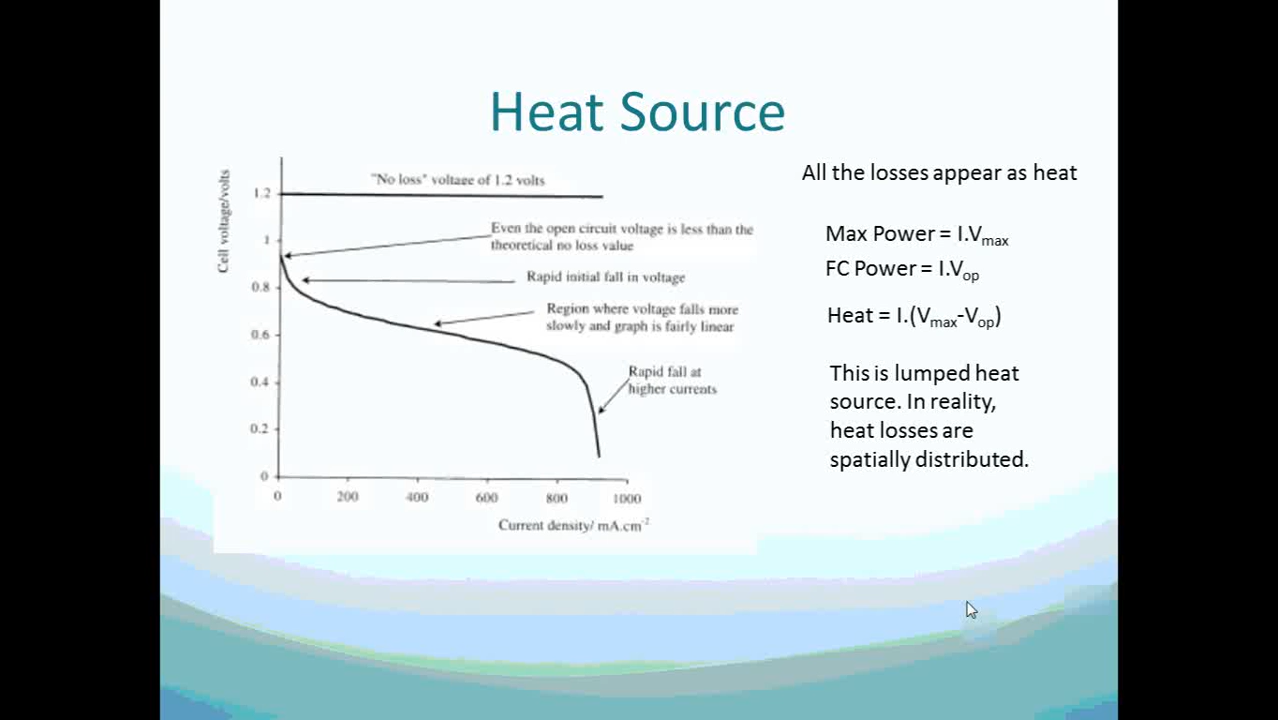 Heat Source
Cell voltage/volts
1.2
1
0.8
0.6
0.4
0.2
0
0
200
400
600
800
1000
Current density/ mA.cm⁻²
"No loss" voltage of 1.2 volts
Even the open circuit voltage is less than the
theoretical no loss value
Rapid initial fall in voltage
Region where voltage falls more
slowly and graph is fairly linear
Rapid fall at
higher currents
All the losses appear as heat
Max Power = I.Vmax
FC Power = I.Vop
Heat = I.(Vmax-Vop)
This is lumped heat
source. In reality,
heat losses are
spatially distributed.